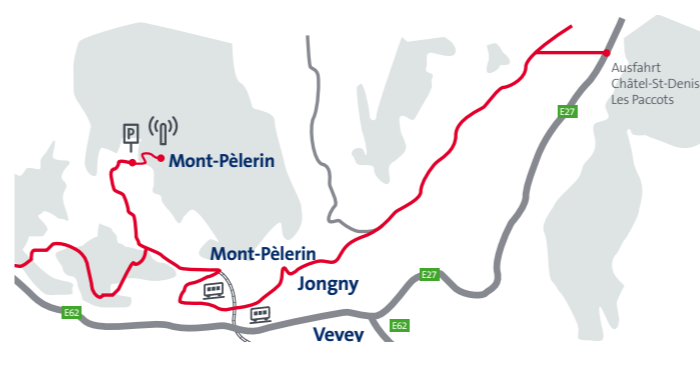 Ausfahrt
Châtel-St-Denis
Les Paccots
E27
P
Mont-Pèlerin
Mont-Pèlerin
Jongny
E27
E62
E62
Vevey